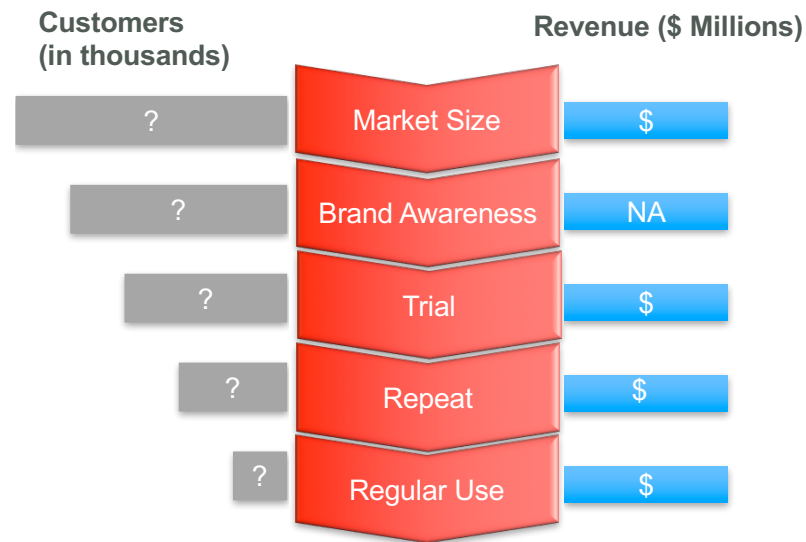 Customers
(in thousands)
Revenue ($ Millions)
?
Market Size
$
?
Brand Awareness
NA
?
Trial
$
?
Repeat
$
?
Regular Use
$